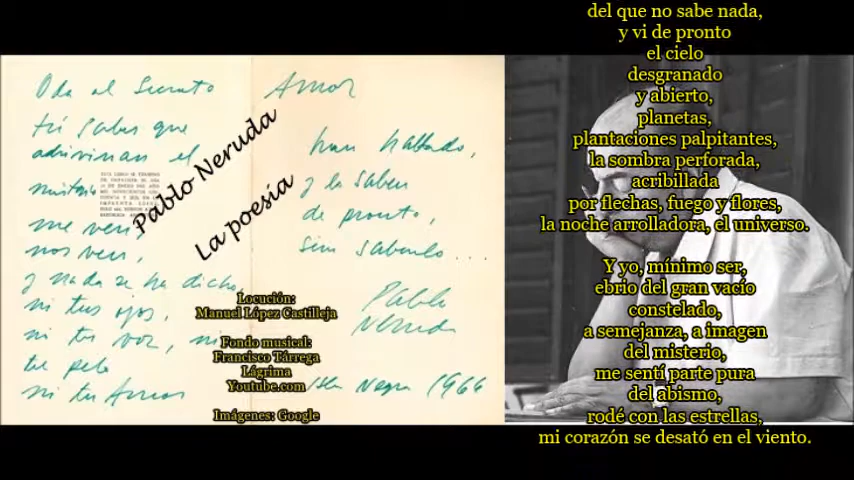 Oda al Secreto Amor
tú sabes que
adivinan el
misterio
me ven,
nos ven,
y nada se ha dicho
ni tus ojos,
ni tu voz, ni
tu pelo
ni tu Amor
han hablado,
y lo saben
de pronto,
sin saberlo...
Pablo
Neruda
Isla Negra 1966
Pablo Neruda
La poesía
Locución:
Manuel López Castilleja
Fondo musical:
Francisco Tárrega
Lágrima
Youtube.com
Imágenes: Google
del que no sabe nada,
y vi de pronto
el cielo
desgranado
y abierto,
planetas,
plantaciones palpitantes,
la sombra perforada,
acribillada
por flechas, fuego y flores,
la noche arrolladora, el universo.
Y yo, mínimo ser,
ebrio del gran vacío
constelado,
a semejanza, a imagen
del misterio,
me sentí parte pura
del abismo,
rodé con las estrellas,
mi corazón se desató en el viento.